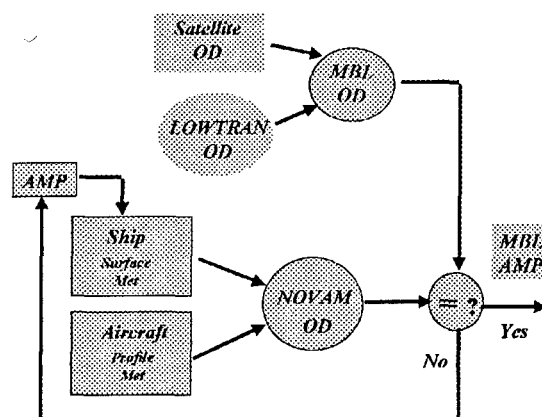 Satellite
OD
MBL
OD
LOWTRAN
OD
AMP
Ship
Surface
Met
Aircraft
Profile
Met
NOVAM
OD
= ?
MBL
AMP
Yes
No